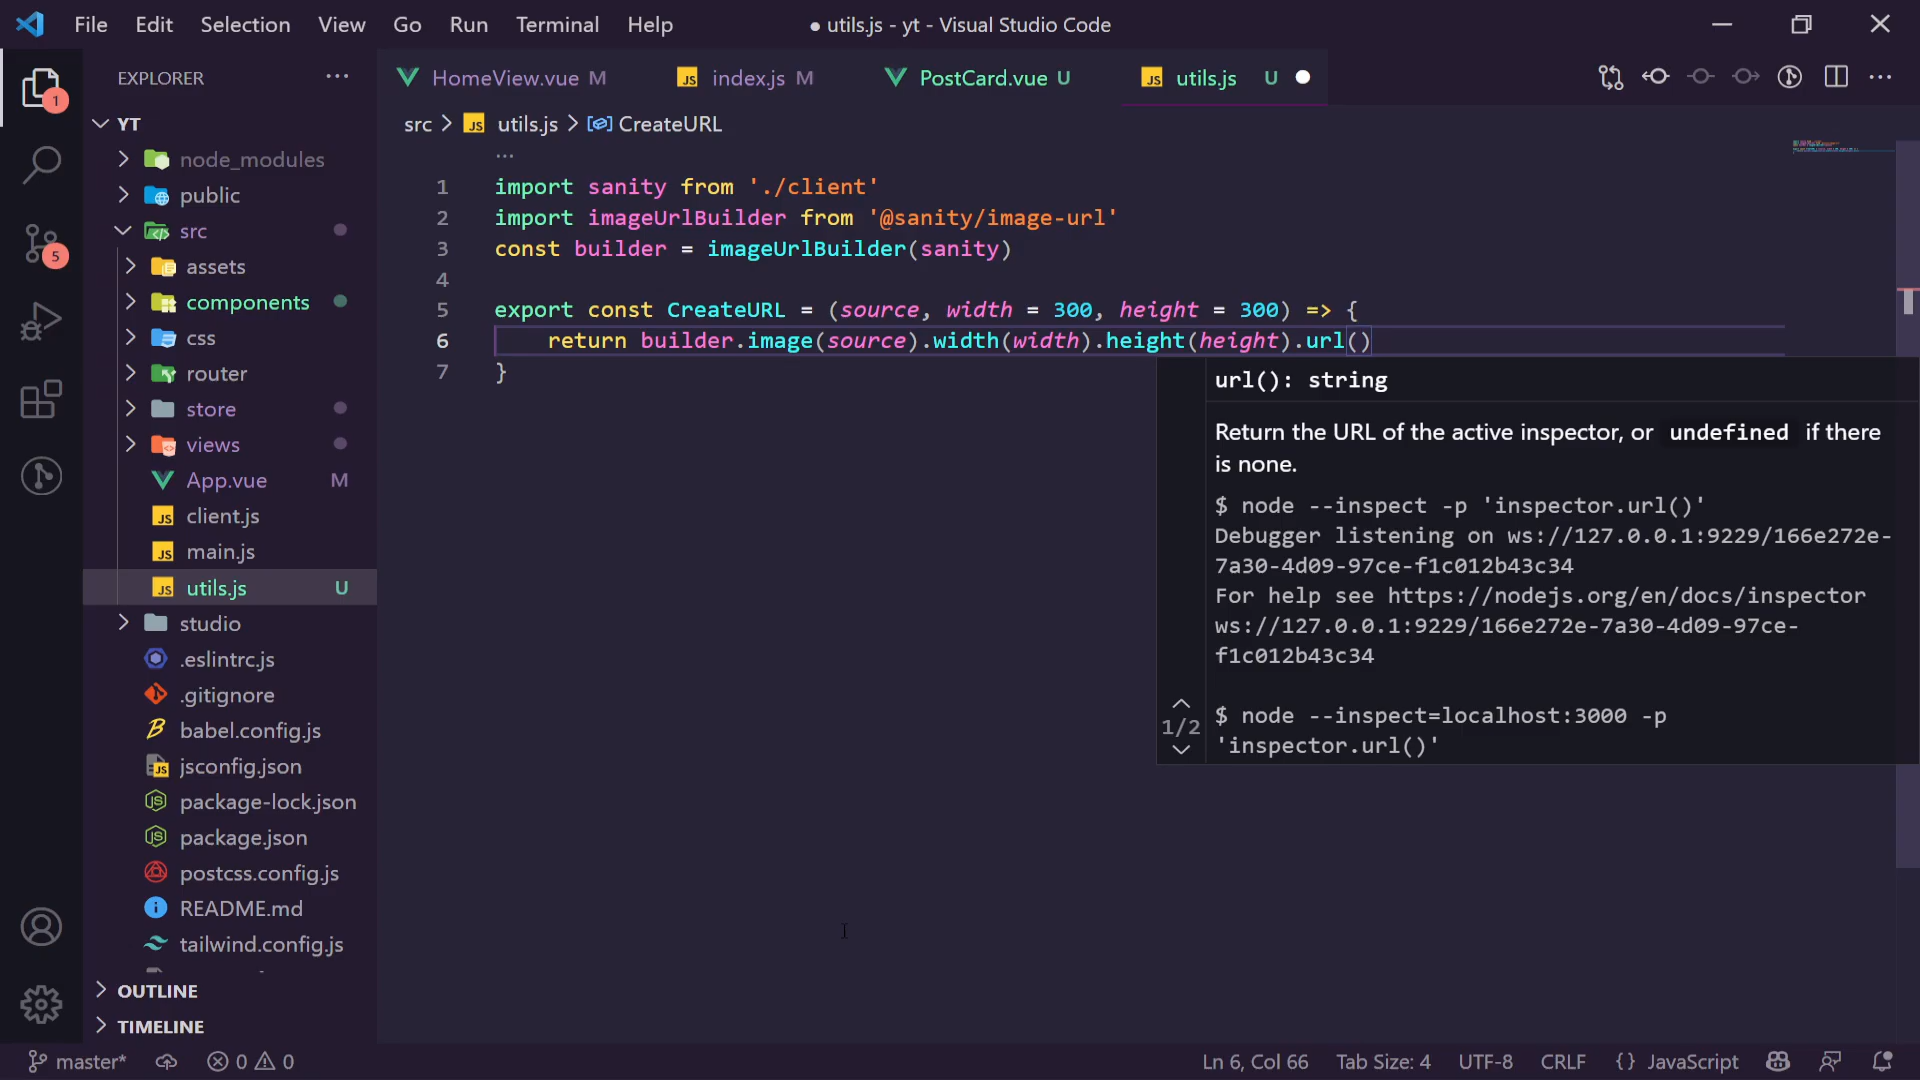 File Edit Selection View Go Run Terminal Help
● utils.js - yt - Visual Studio Code
EXPLORER
HomeView.vue M
JS index.js M
PostCard.vue U
JS utils.js U
src > JS utils.js > CreateURL
YT
node_modules
public
src
assets
components
css
router
store
views
App.vue M
JS client.js
JS main.js
JS utils.js U
studio
.eslintrc.js
.gitignore
babel.config.js
jsconfig.json
package-lock.json
package.json
postcss.config.js
README.md
tailwind.config.js
OUTLINE
TIMELINE
1
5
1 import sanity from './client'
2 import imageUrlBuilder from '@sanity/image-url'
3 const builder = imageUrlBuilder(sanity)
4
5 export const CreateURL = (source, width = 300, height = 300) => {
6 return builder.image(source).width(width).height(height).url()
7 }
url(): string
Return the URL of the active inspector, or undefined if there
is none.
$ node --inspect -p 'inspector.url()'
Debugger listening on ws://127.0.0.1:9229/166e272e-
7a30-4d09-97ce-f1c012b43c34
For help see https://nodejs.org/en/docs/inspector
ws://127.0.0.1:9229/166e272e-7a30-4d09-97ce-
f1c012b43c34
$ node --inspect=localhost:3000 -p
'inspector.url()'
1/2
master* 0 0
Ln 6, Col 66 Tab Size: 4 UTF-8 CRLF {} JavaScript